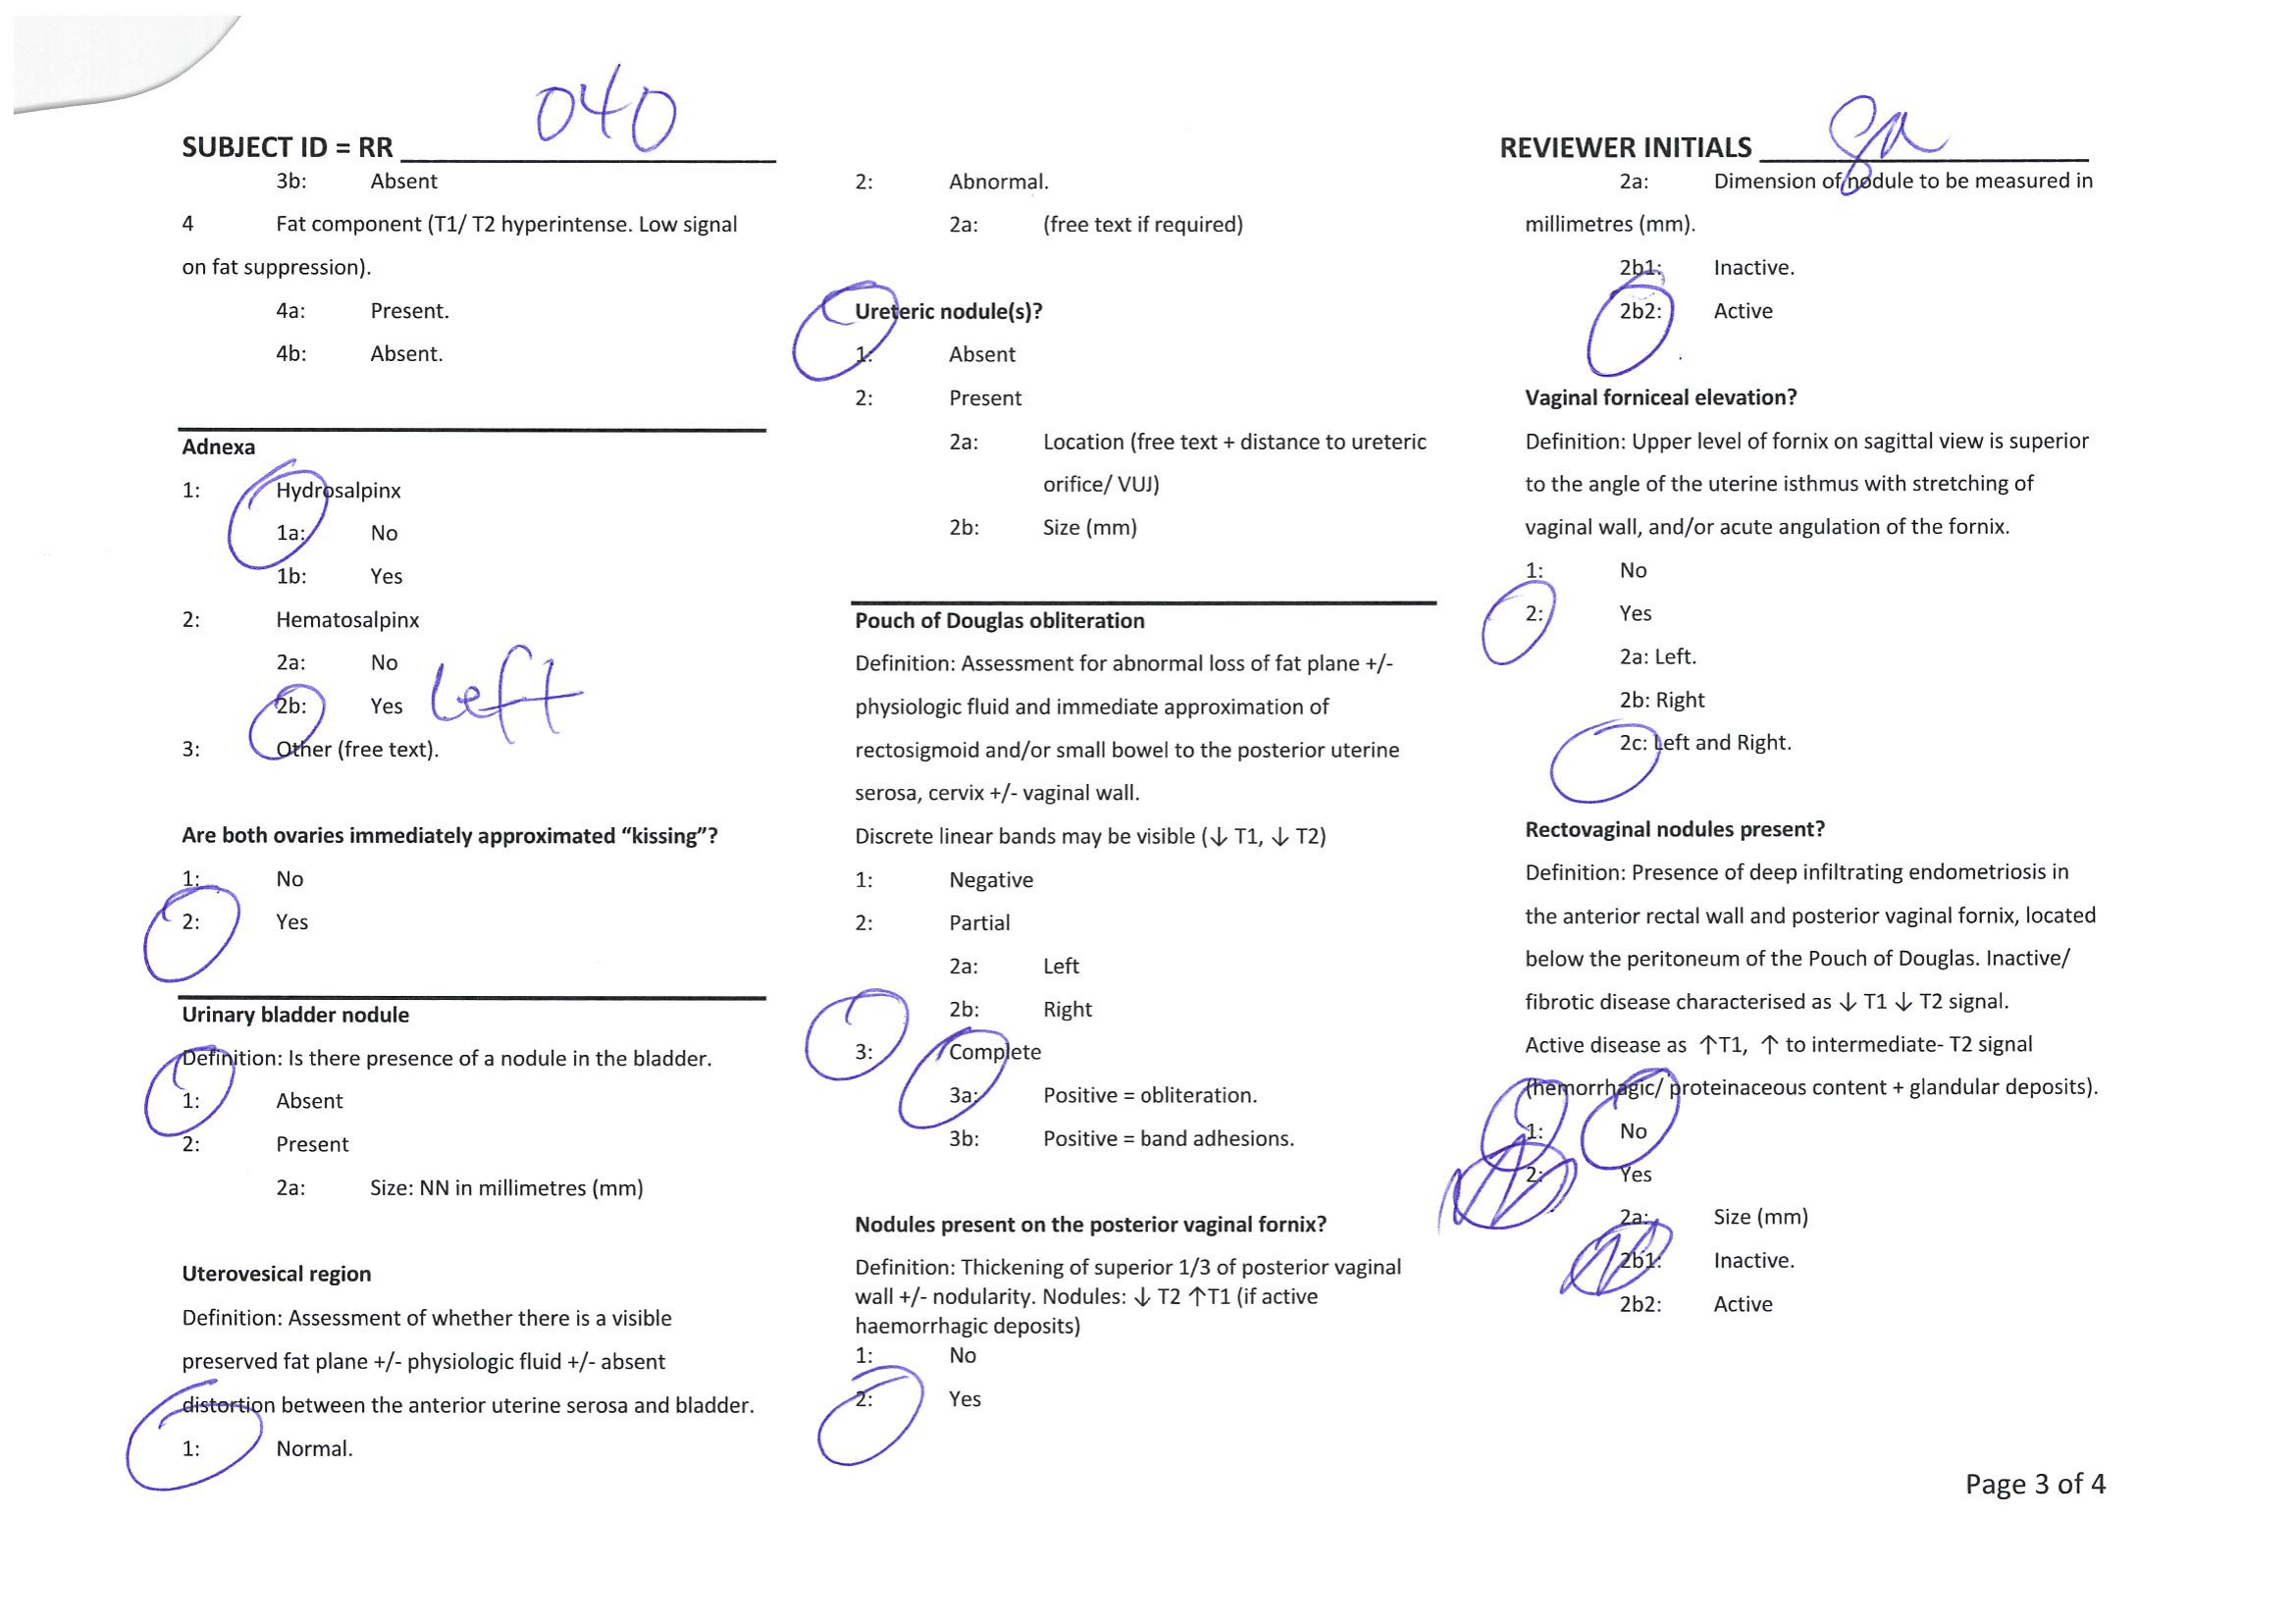 SUBJECT ID = RR 040
3b: Absent
4 Fat component (T1/ T2 hyperintense. Low signal
on fat suppression).
4a: Present.
4b: Absent.
Adnexa
1: Hydrosalpinx
1a: No
1b: Yes
2: Hematosalpinx
2a: No
2b: Yes Left
3: Other (free text).
Are both ovaries immediately approximated “kissing”?
1: No
2: Yes
Urinary bladder nodule
Definition: Is there presence of a nodule in the bladder.
1: Absent
2: Present
2a: Size: NN in millimetres (mm)
Uterovesical region
Definition: Assessment of whether there is a visible
preserved fat plane +/- physiologic fluid +/- absent
distortion between the anterior uterine serosa and bladder.
1: Normal.
2: Abnormal.
2a: (free text if required)
Ureteric nodule(s)?
1: Absent
2: Present
2a: Location (free text + distance to ureteric
orifice/ VUJ)
2b: Size (mm)
Pouch of Douglas obliteration
Definition: Assessment for abnormal loss of fat plane +/-
physiologic fluid and immediate approximation of
rectosigmoid and/or small bowel to the posterior uterine
serosa, cervix +/- vaginal wall.
Discrete linear bands may be visible (↓ T1, ↓ T2)
1: Negative
2: Partial
2a: Left
2b: Right
3: Complete
3a: Positive = obliteration.
3b: Positive = band adhesions.
Nodules present on the posterior vaginal fornix?
Definition: Thickening of superior 1/3 of posterior vaginal
wall +/- nodularity. Nodules: ↓ T2 ↑T1 (if active
haemorrhagic deposits)
1: No
2: Yes
REVIEWER INITIALS
2a: Dimension of nodule to be measured in
millimetres (mm).
2b1: Inactive.
2b2: Active
Vaginal forniceal elevation?
Definition: Upper level of fornix on sagittal view is superior
to the angle of the uterine isthmus with stretching of
vaginal wall, and/or acute angulation of the fornix.
1: No
2: Yes
2a: Left.
2b: Right
2c: Left and Right.
Rectovaginal nodules present?
Definition: Presence of deep infiltrating endometriosis in
the anterior rectal wall and posterior vaginal fornix, located
below the peritoneum of the Pouch of Douglas. Inactive/
fibrotic disease characterised as ↓ T1 ↓ T2 signal.
Active disease as ↑T1, ↑ to intermediate- T2 signal
(hemorrhagic/ proteinaceous content + glandular deposits).
1: No
2: Yes
2a: Size (mm)
2b1: Inactive.
2b2: Active
Page 3 of 4